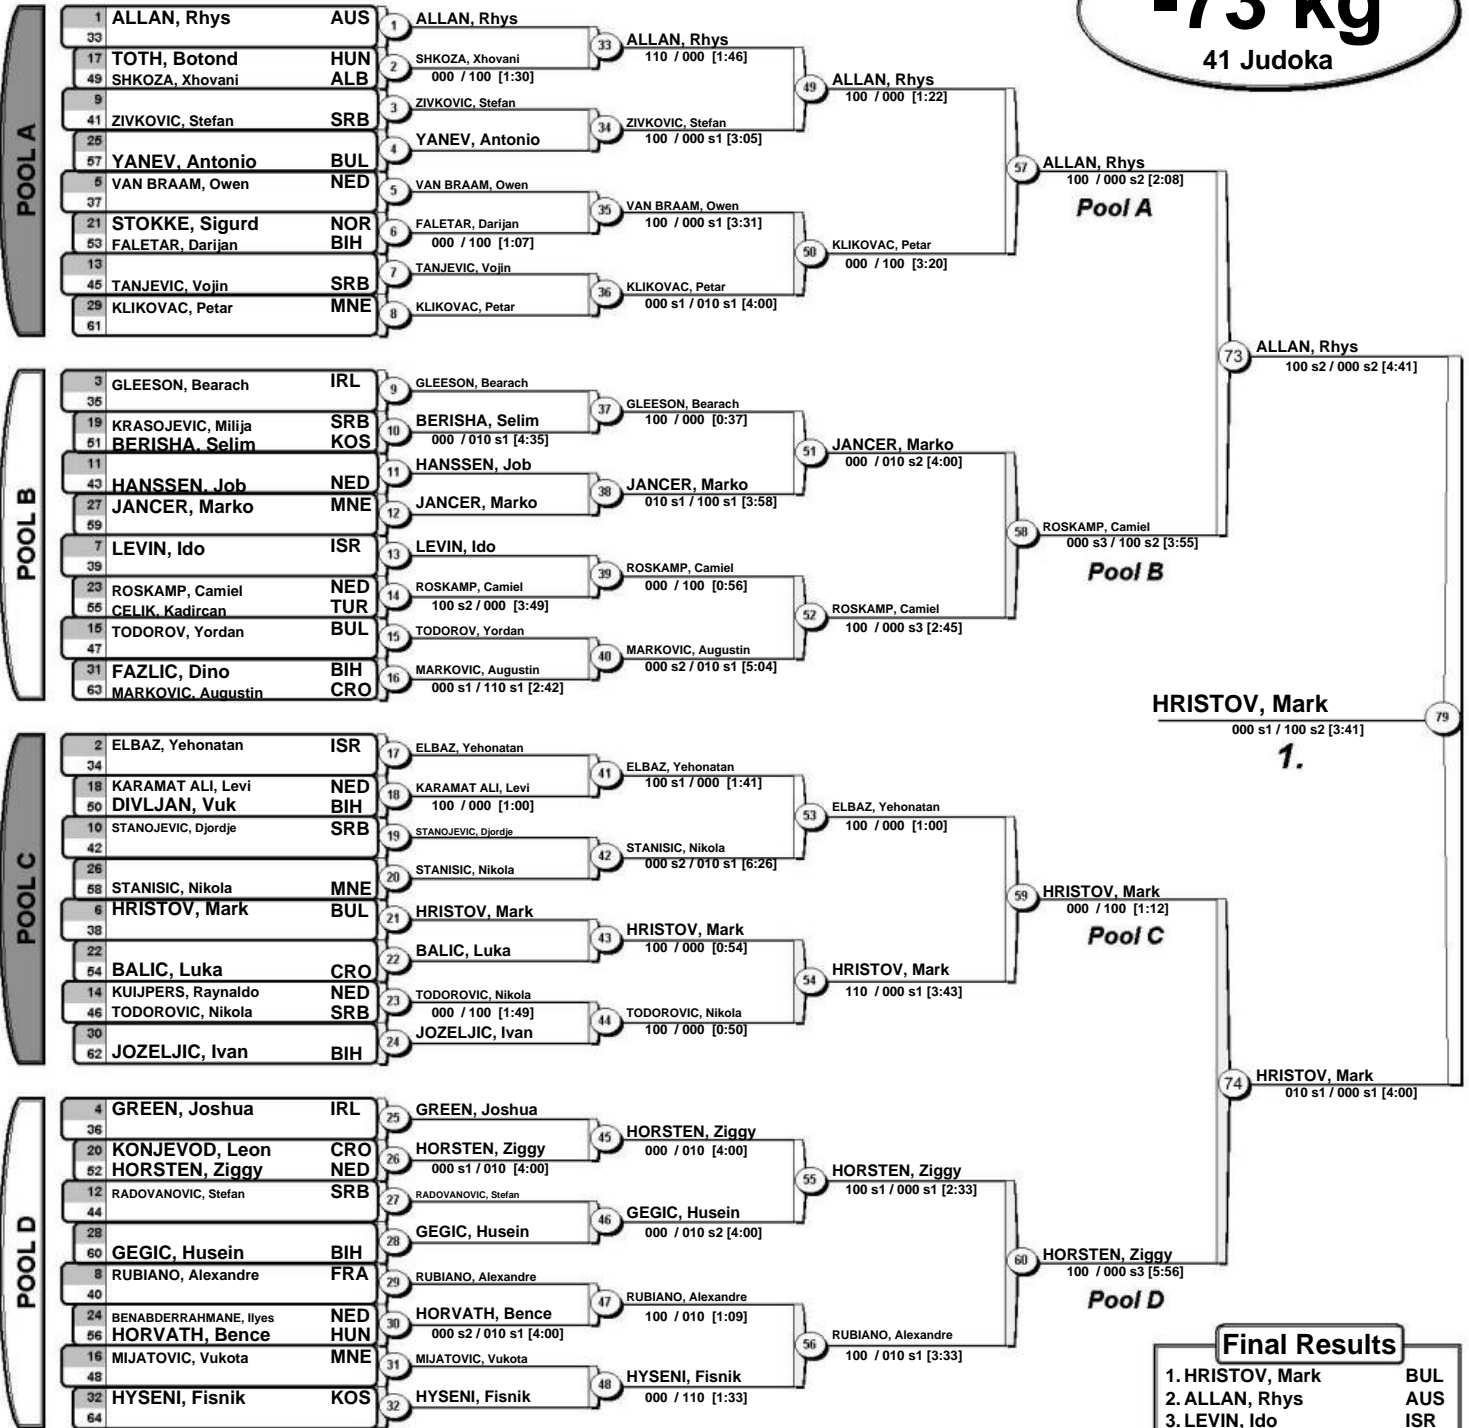 -73 kg
41 Judoka
POOL A
1 ALLAN, Rhys AUS
33
17 TOTH, Botond HUN
49 SHKOZA, Xhovani ALB
9
41 ZIVKOVIC, Stefan SRB
25
57 YANEV, Antonio BUL
5 VAN BRAAM, Owen NED
37
21 STOKKE, Sigurd NOR
53 FALETAR, Darijan BIH
13
45 TANJEVIC, Vojin SRB
29 KLIKOVAC, Petar MNE
61
1 ALLAN, Rhys
2 SHKOZA, Xhovani
000 / 100 [1:30]
3 ZIVKOVIC, Stefan
4 YANEV, Antonio
5 VAN BRAAM, Owen
6 FALETAR, Darijan
000 / 100 [1:07]
7 TANJEVIC, Vojin
8 KLIKOVAC, Petar
33 ALLAN, Rhys
110 / 000 [1:46]
34 ZIVKOVIC, Stefan
100 / 000 s1 [3:05]
35 VAN BRAAM, Owen
100 / 000 s1 [3:31]
36 KLIKOVAC, Petar
000 s1 / 010 s1 [4:00]
49 ALLAN, Rhys
100 / 000 [1:22]
50 KLIKOVAC, Petar
000 / 100 [3:20]
57 ALLAN, Rhys
100 / 000 s2 [2:08]
Pool A
POOL B
3 GLEESON, Bearach IRL
35
19 KRASOJEVIC, Milija SRB
51 BERISHA, Selim KOS
11
43 HANSSEN, Job NED
27 JANCER, Marko MNE
59
7 LEVIN, Ido ISR
39
23 ROSKAMP, Camiel NED
55 CELIK, Kadircan TUR
15 TODOROV, Yordan BUL
47
31 FAZLIC, Dino BIH
63 MARKOVIC, Augustin CRO
9 GLEESON, Bearach
10 BERISHA, Selim
000 / 010 s1 [4:35]
11 HANSSEN, Job
12 JANCER, Marko
13 LEVIN, Ido
14 ROSKAMP, Camiel
100 s2 / 000 [3:49]
15 TODOROV, Yordan
16 MARKOVIC, Augustin
000 s1 / 110 s1 [2:42]
37 GLEESON, Bearach
100 / 000 [0:37]
38 JANCER, Marko
010 s1 / 100 s1 [3:58]
39 ROSKAMP, Camiel
000 / 100 [0:56]
40 MARKOVIC, Augustin
000 s2 / 010 s1 [5:04]
51 JANCER, Marko
000 / 010 s2 [4:00]
52 ROSKAMP, Camiel
100 / 000 s3 [2:45]
58 ROSKAMP, Camiel
000 s3 / 100 s2 [3:55]
Pool B
73 ALLAN, Rhys
100 s2 / 000 s2 [4:41]
HRISTOV, Mark 79
000 s1 / 100 s2 [3:41]
1.
POOL C
2 ELBAZ, Yehonatan ISR
34
18 KARAMAT ALI, Levi NED
50 DIVLJAN, Vuk BIH
10 STANOJEVIC, Djordje SRB
42
26
58 STANISIC, Nikola MNE
6 HRISTOV, Mark BUL
38
22
54 BALIC, Luka CRO
14 KUIJPERS, Raynaldo NED
46 TODOROVIC, Nikola SRB
30
62 JOZELJIC, Ivan BIH
17 ELBAZ, Yehonatan
18 KARAMAT ALI, Levi
100 / 000 [1:00]
19 STANOJEVIC, Djordje
20 STANISIC, Nikola
21 HRISTOV, Mark
22 BALIC, Luka
23 TODOROVIC, Nikola
000 / 100 [1:49]
24 JOZELJIC, Ivan
41 ELBAZ, Yehonatan
100 s1 / 000 [1:41]
42 STANISIC, Nikola
000 s2 / 010 s1 [6:26]
43 HRISTOV, Mark
100 / 000 [0:54]
44 TODOROVIC, Nikola
100 / 000 [0:50]
53 ELBAZ, Yehonatan
100 / 000 [1:00]
54 HRISTOV, Mark
110 / 000 s1 [3:43]
59 HRISTOV, Mark
000 / 100 [1:12]
Pool C
POOL D
4 GREEN, Joshua IRL
36
20 KONJEVOD, Leon CRO
52 HORSTEN, Ziggy NED
12 RADOVANOVIC, Stefan SRB
44
28
60 GEGIC, Husein BIH
8 RUBIANO, Alexandre FRA
40
24 BENABDERRAHMANE, Ilyes NED
56 HORVATH, Bence HUN
16 MIJATOVIC, Vukota MNE
48
32 HYSENI, Fisnik KOS
64
25 GREEN, Joshua
26 HORSTEN, Ziggy
000 s1 / 010 [4:00]
27 RADOVANOVIC, Stefan
28 GEGIC, Husein
29 RUBIANO, Alexandre
30 HORVATH, Bence
000 s2 / 010 s1 [4:00]
31 MIJATOVIC, Vukota
32 HYSENI, Fisnik
45 HORSTEN, Ziggy
000 / 010 [4:00]
46 GEGIC, Husein
000 / 010 s2 [4:00]
47 RUBIANO, Alexandre
100 / 010 [1:09]
48 HYSENI, Fisnik
000 / 110 [1:33]
55 HORSTEN, Ziggy
100 s1 / 000 s1 [2:33]
56 RUBIANO, Alexandre
100 / 010 s1 [3:33]
60 HORSTEN, Ziggy
100 / 000 s3 [5:56]
Pool D
74 HRISTOV, Mark
010 s1 / 000 s1 [4:00]
Final Results
1. HRISTOV, Mark BUL
2. ALLAN, Rhys AUS
3. LEVIN, Ido ISR